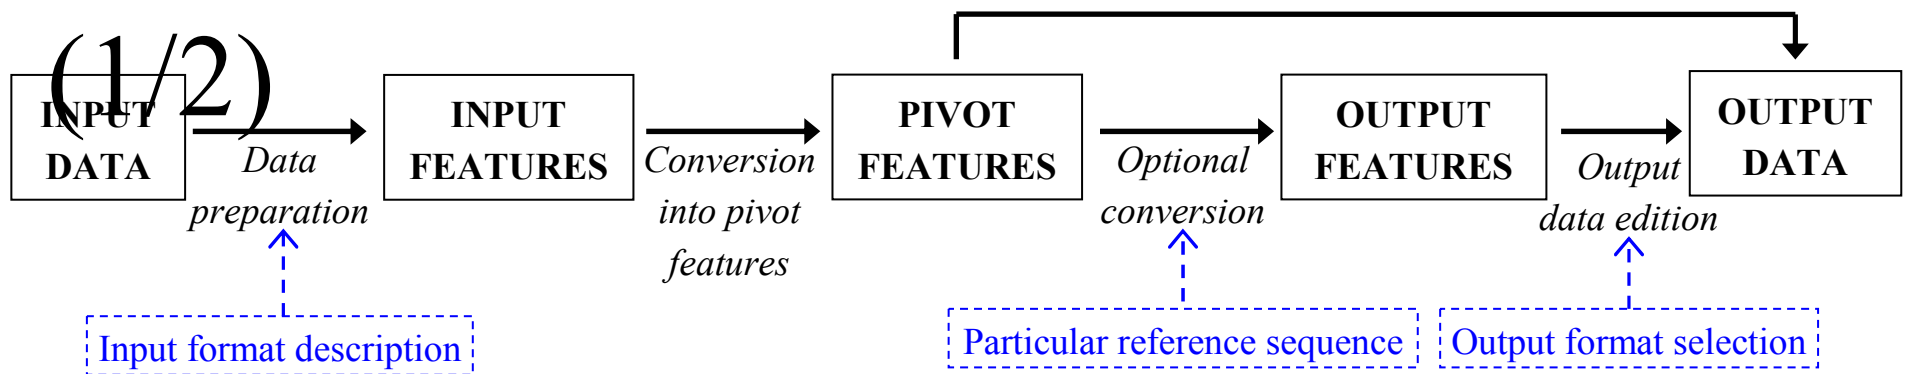 (1/2)
INPUT
DATA
Data
preparation
INPUT
FEATURES
Conversion
into pivot
features
PIVOT
FEATURES
Optional
conversion
OUTPUT
FEATURES
Output
data edition
OUTPUT
DATA
Input format description
Particular reference sequence
Output format selection